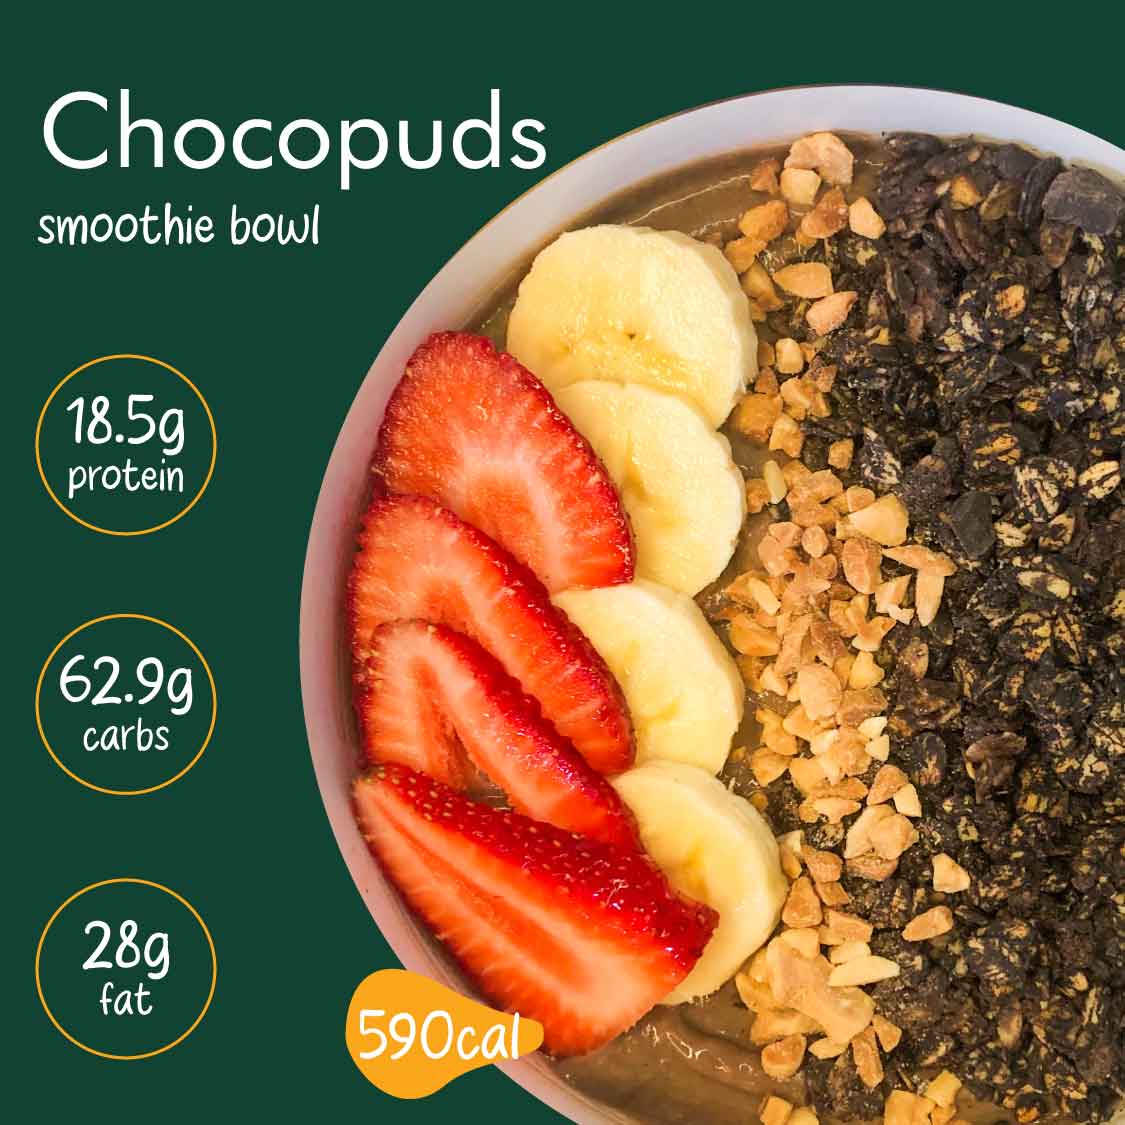 Chocopuds
smoothie bowl
18.5g
protein
62.9g
carbs
28g
fat
590cal